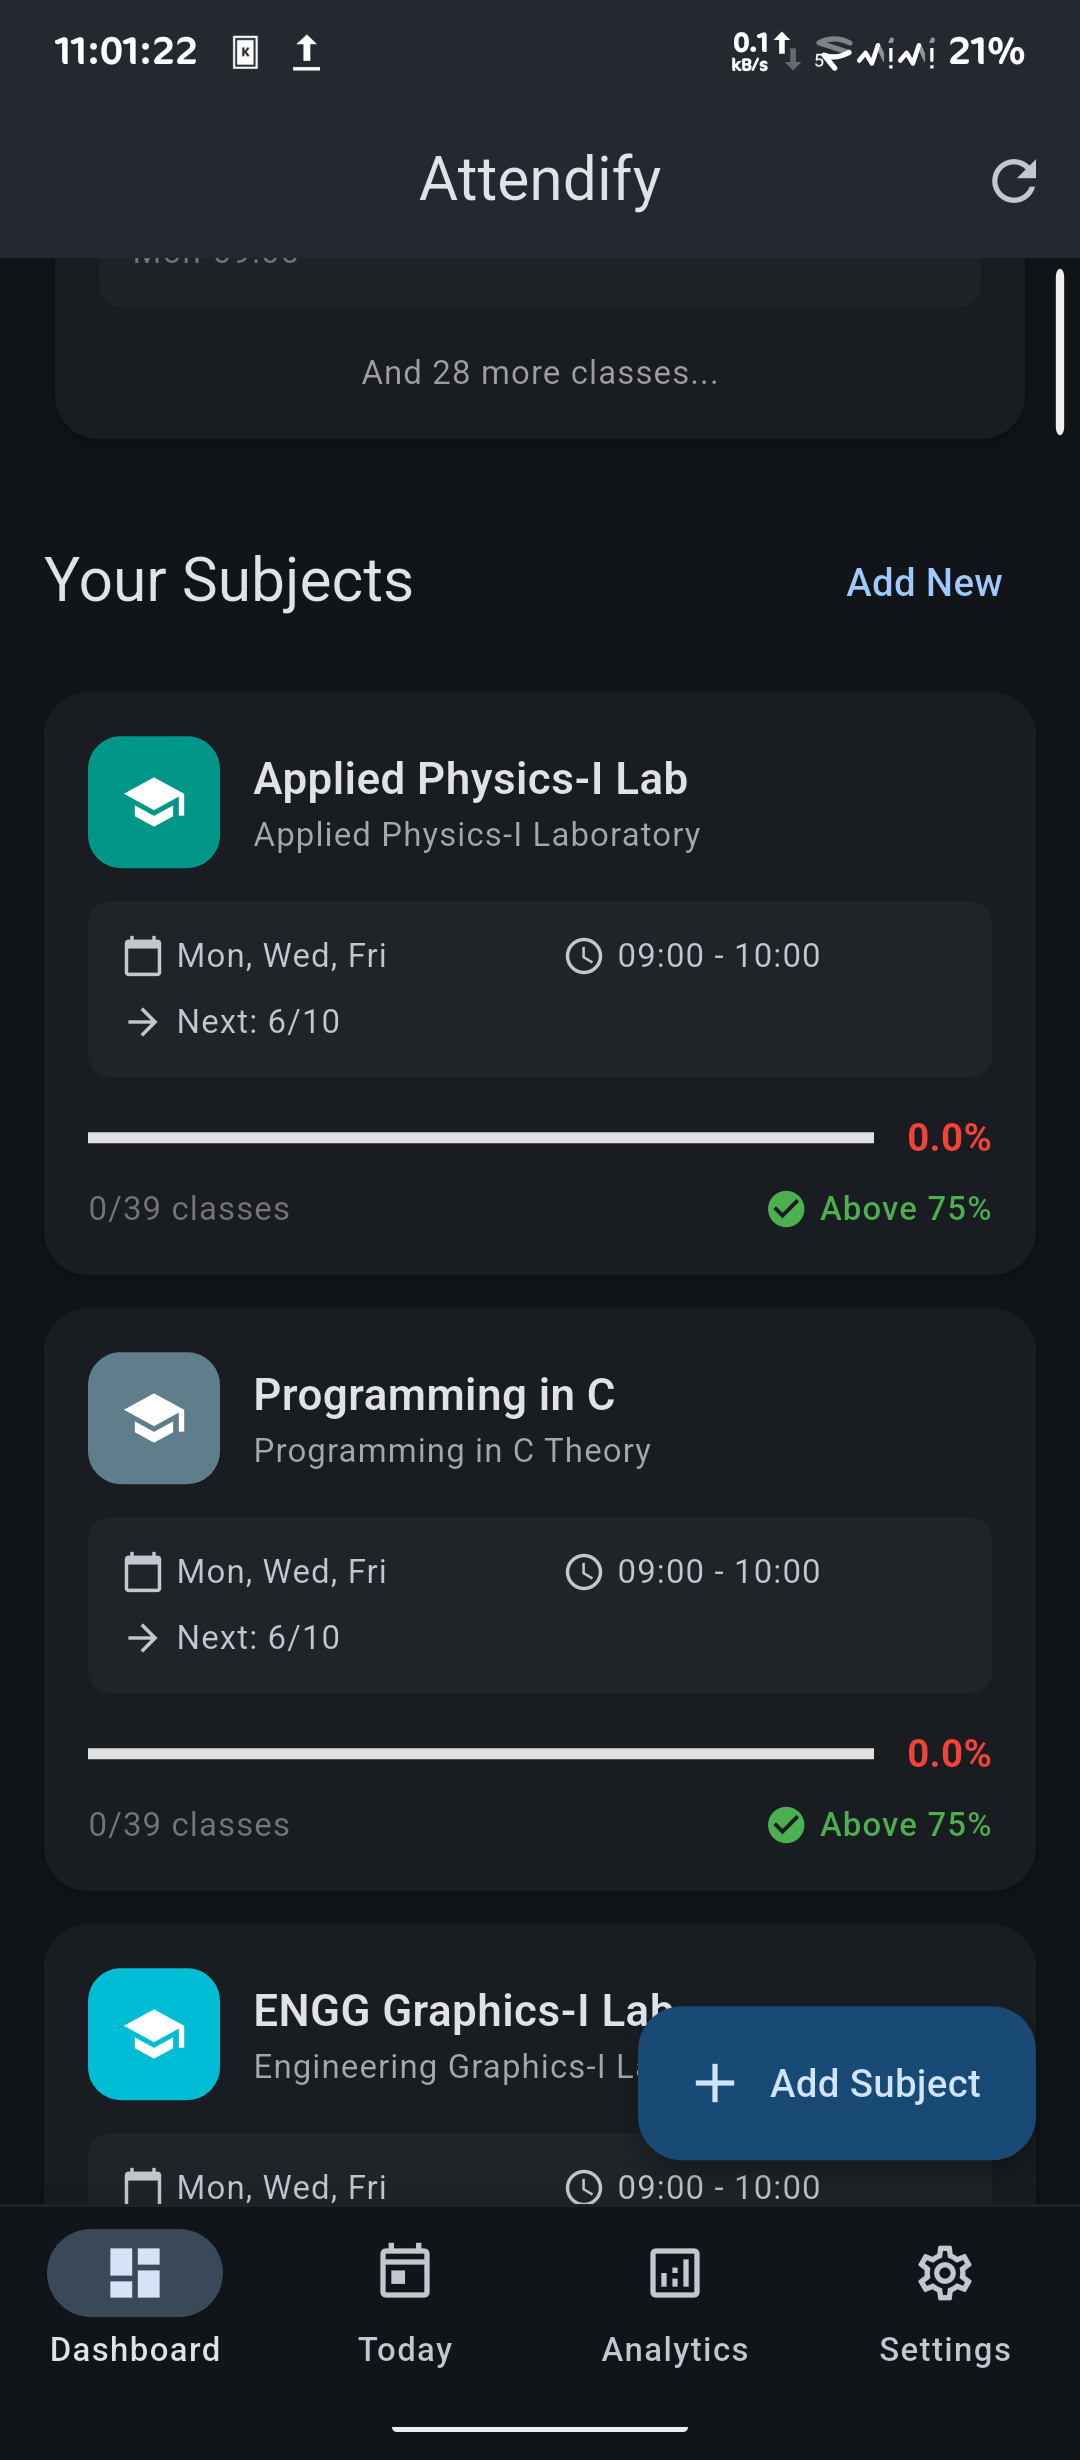 11:01:22
K
0.1
kB/s
5
21%
Attendify
Mon 09:00
And 28 more classes...
Your Subjects
Add New
Applied Physics-I Lab
Applied Physics-I Laboratory
Mon, Wed, Fri
09:00 - 10:00
Next: 6/10
0.0%
0/39 classes
Above 75%
Programming in C
Programming in C Theory
Mon, Wed, Fri
09:00 - 10:00
Next: 6/10
0.0%
0/39 classes
Above 75%
ENGG Graphics-I Lab
Engineering Graphics-I
Add Subject
Mon, Wed, Fri
09:00 - 10:00
Dashboard
Today
Analytics
Settings